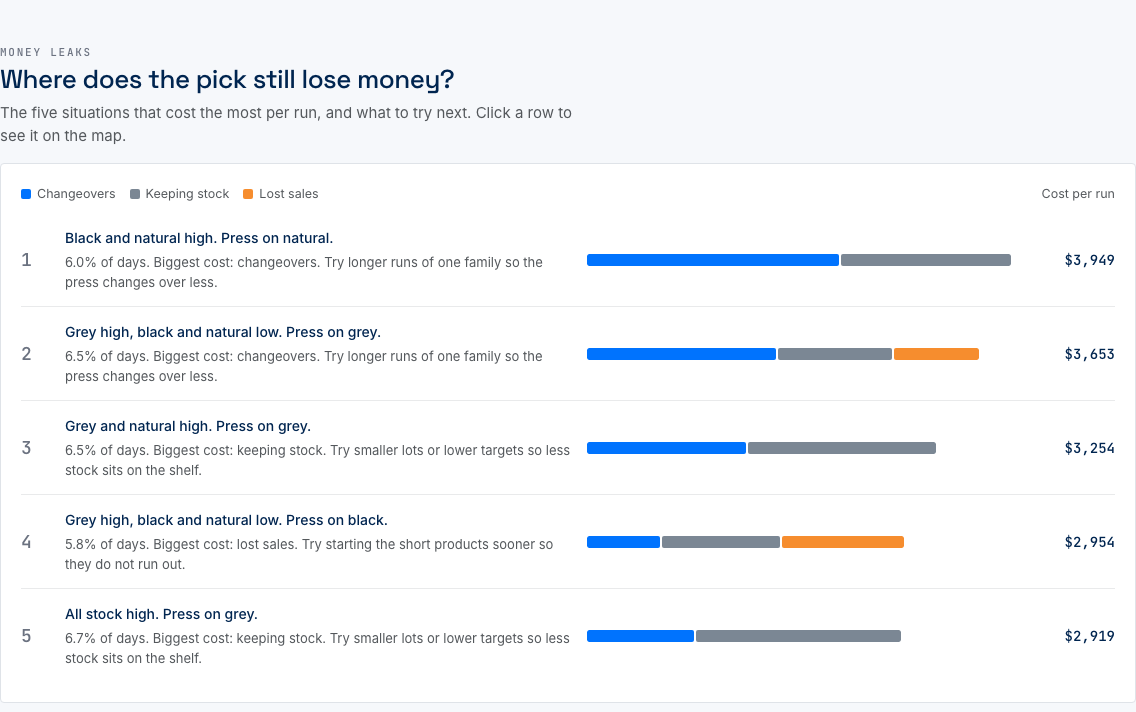 MONEY LEAKS
Where does the pick still lose money?
The five situations that cost the most per run, and what to try next. Click a row to
see it on the map.
Changeovers Keeping stock Lost sales Cost per run
1
Black and natural high. Press on natural.
6.0% of days. Biggest cost: changeovers. Try longer runs of one family so the
press changes over less.
$3,949
2
Grey high, black and natural low. Press on grey.
6.5% of days. Biggest cost: changeovers. Try longer runs of one family so the
press changes over less.
$3,653
3
Grey and natural high. Press on grey.
6.5% of days. Biggest cost: keeping stock. Try smaller lots or lower targets so less
stock sits on the shelf.
$3,254
4
Grey high, black and natural low. Press on black.
5.8% of days. Biggest cost: lost sales. Try starting the short products sooner so
they do not run out.
$2,954
5
All stock high. Press on grey.
6.7% of days. Biggest cost: keeping stock. Try smaller lots or lower targets so less
stock sits on the shelf.
$2,919